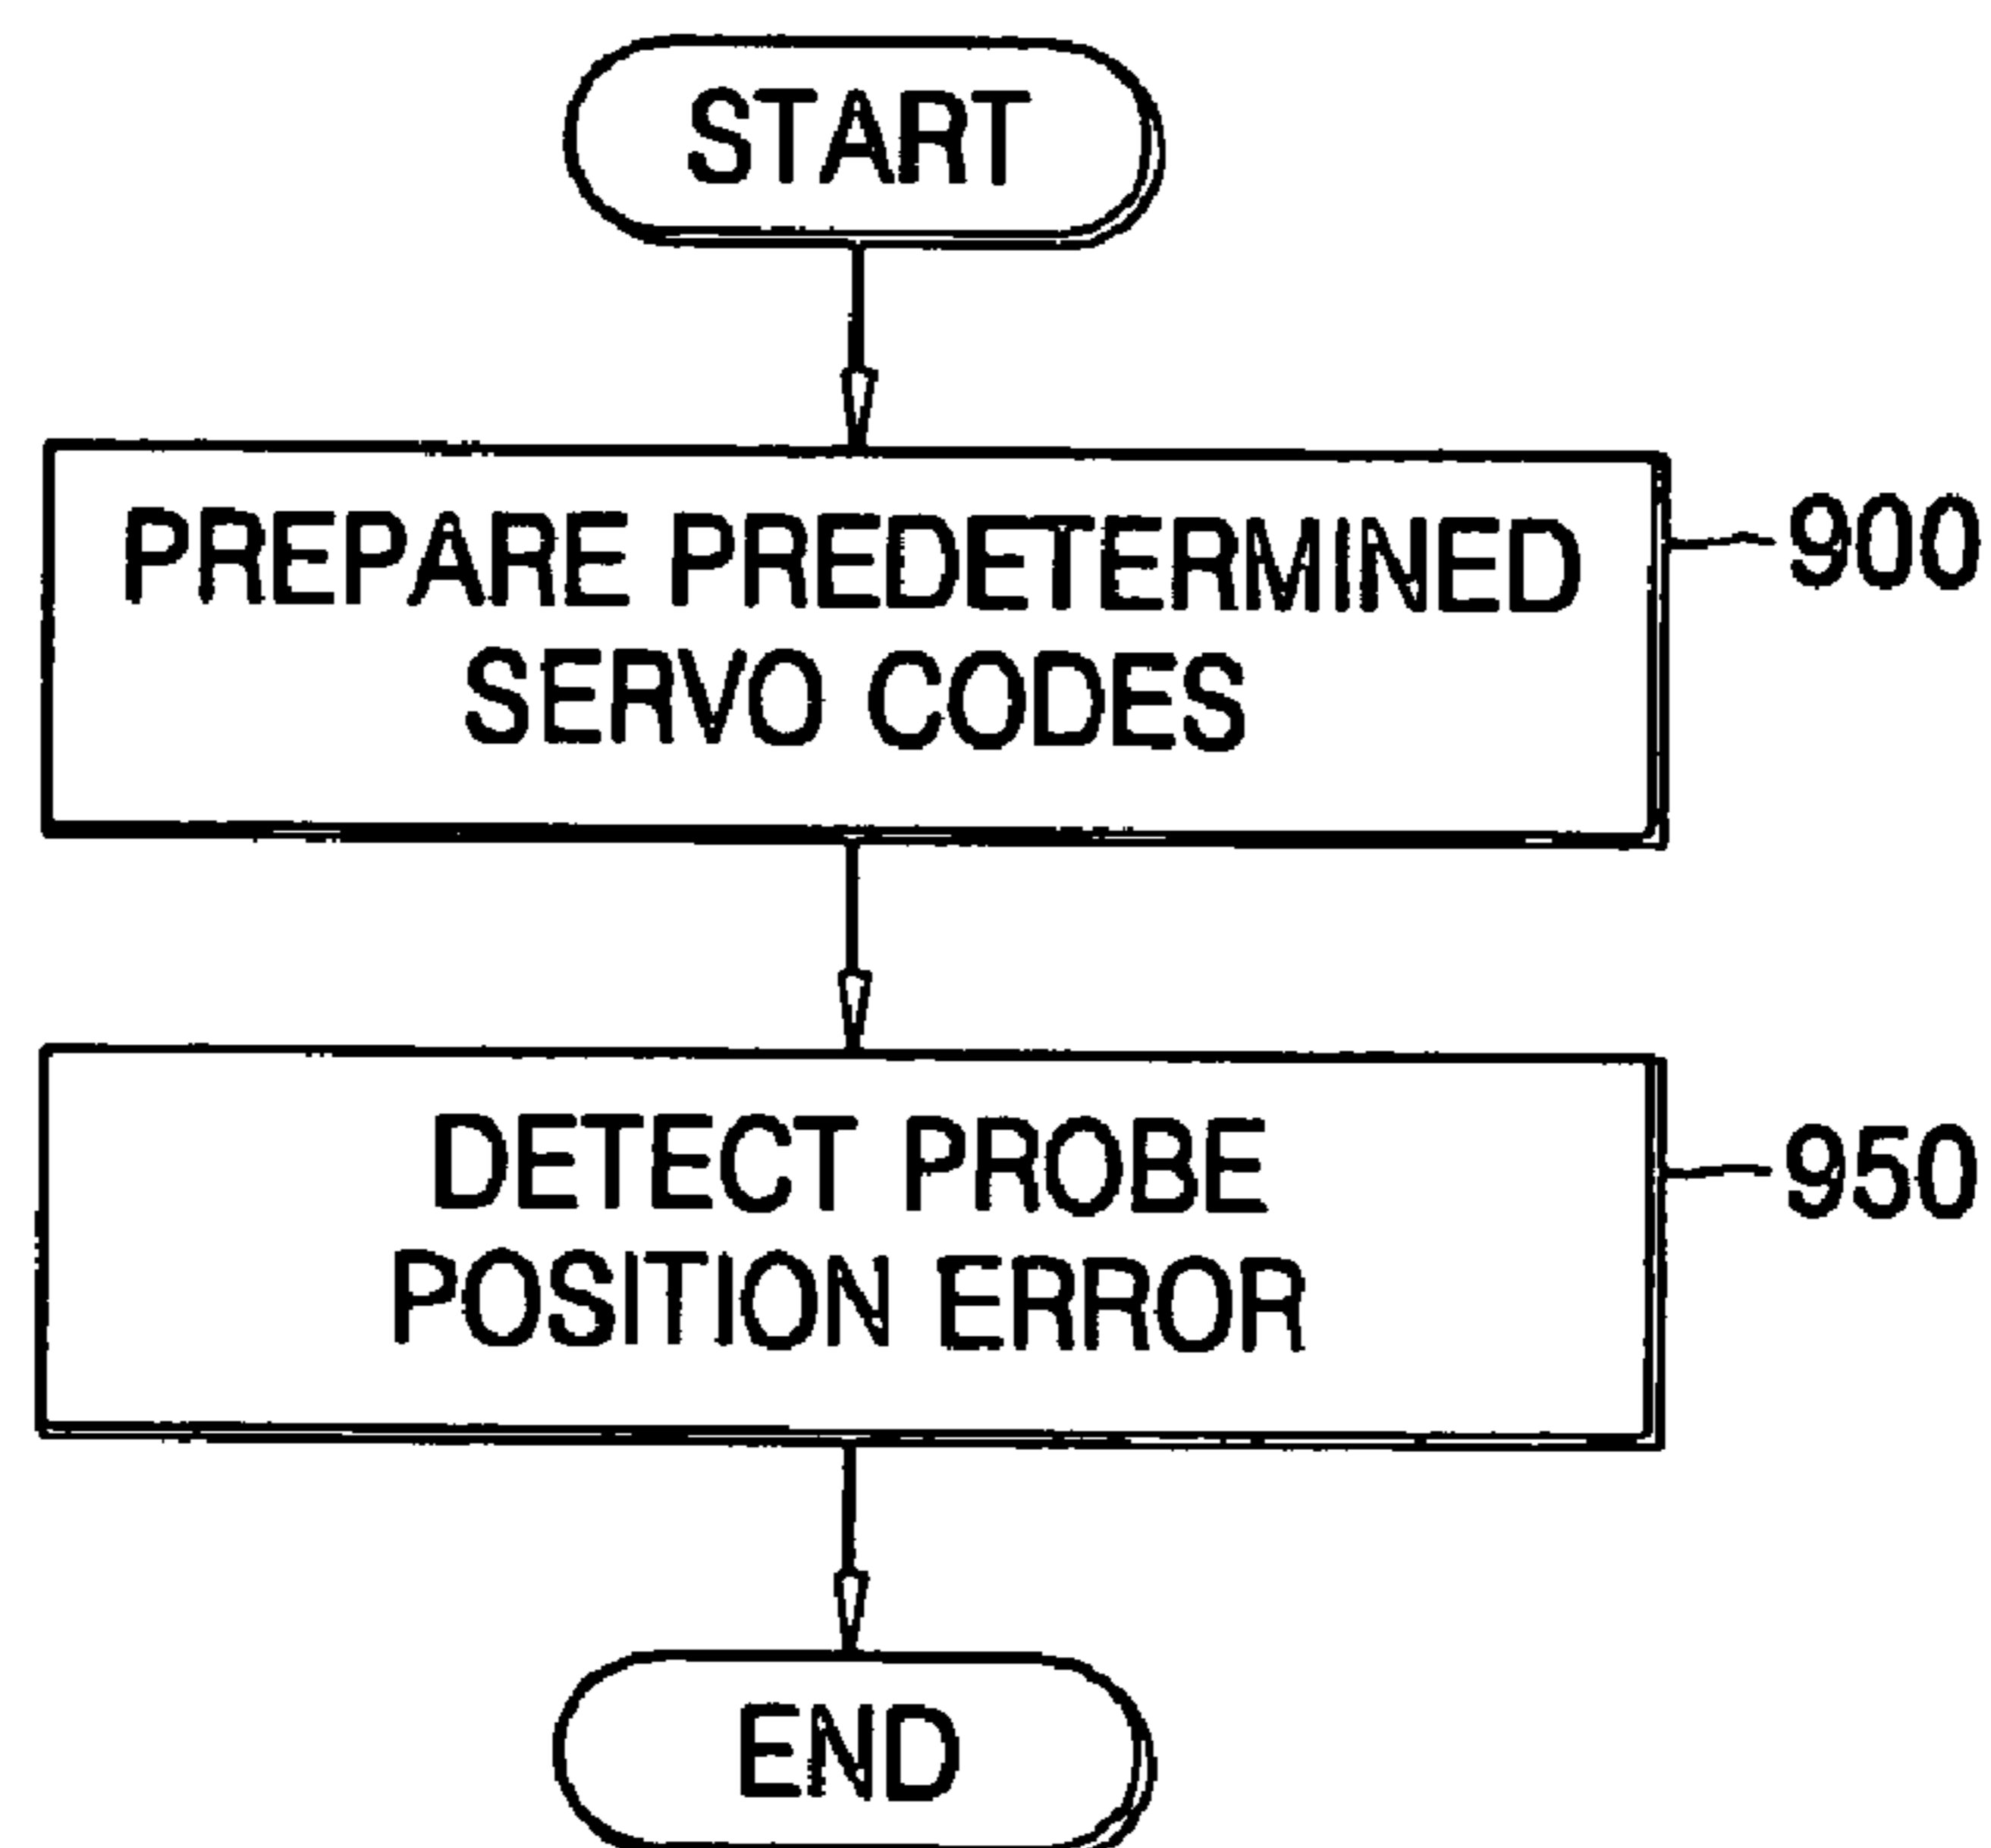 START
PREPARE PREDETERMINED
SERVO CODES
900
DETECT PROBE
POSITION ERROR
950
END